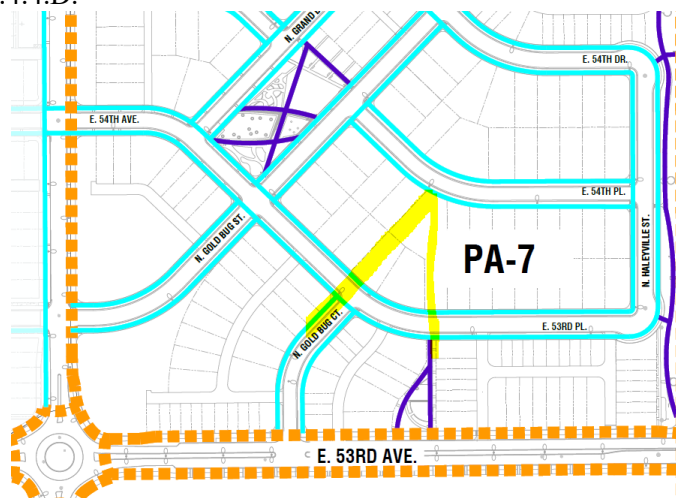 N. GRAND
E. 54TH DR.
E. 54TH AVE.
E. 54TH PL.
N. GOLD BUG ST.
N. HALEYVILLE ST.
PA-7
N. GOLD BUG CT.
E. 53RD PL.
E. 53RD AVE.